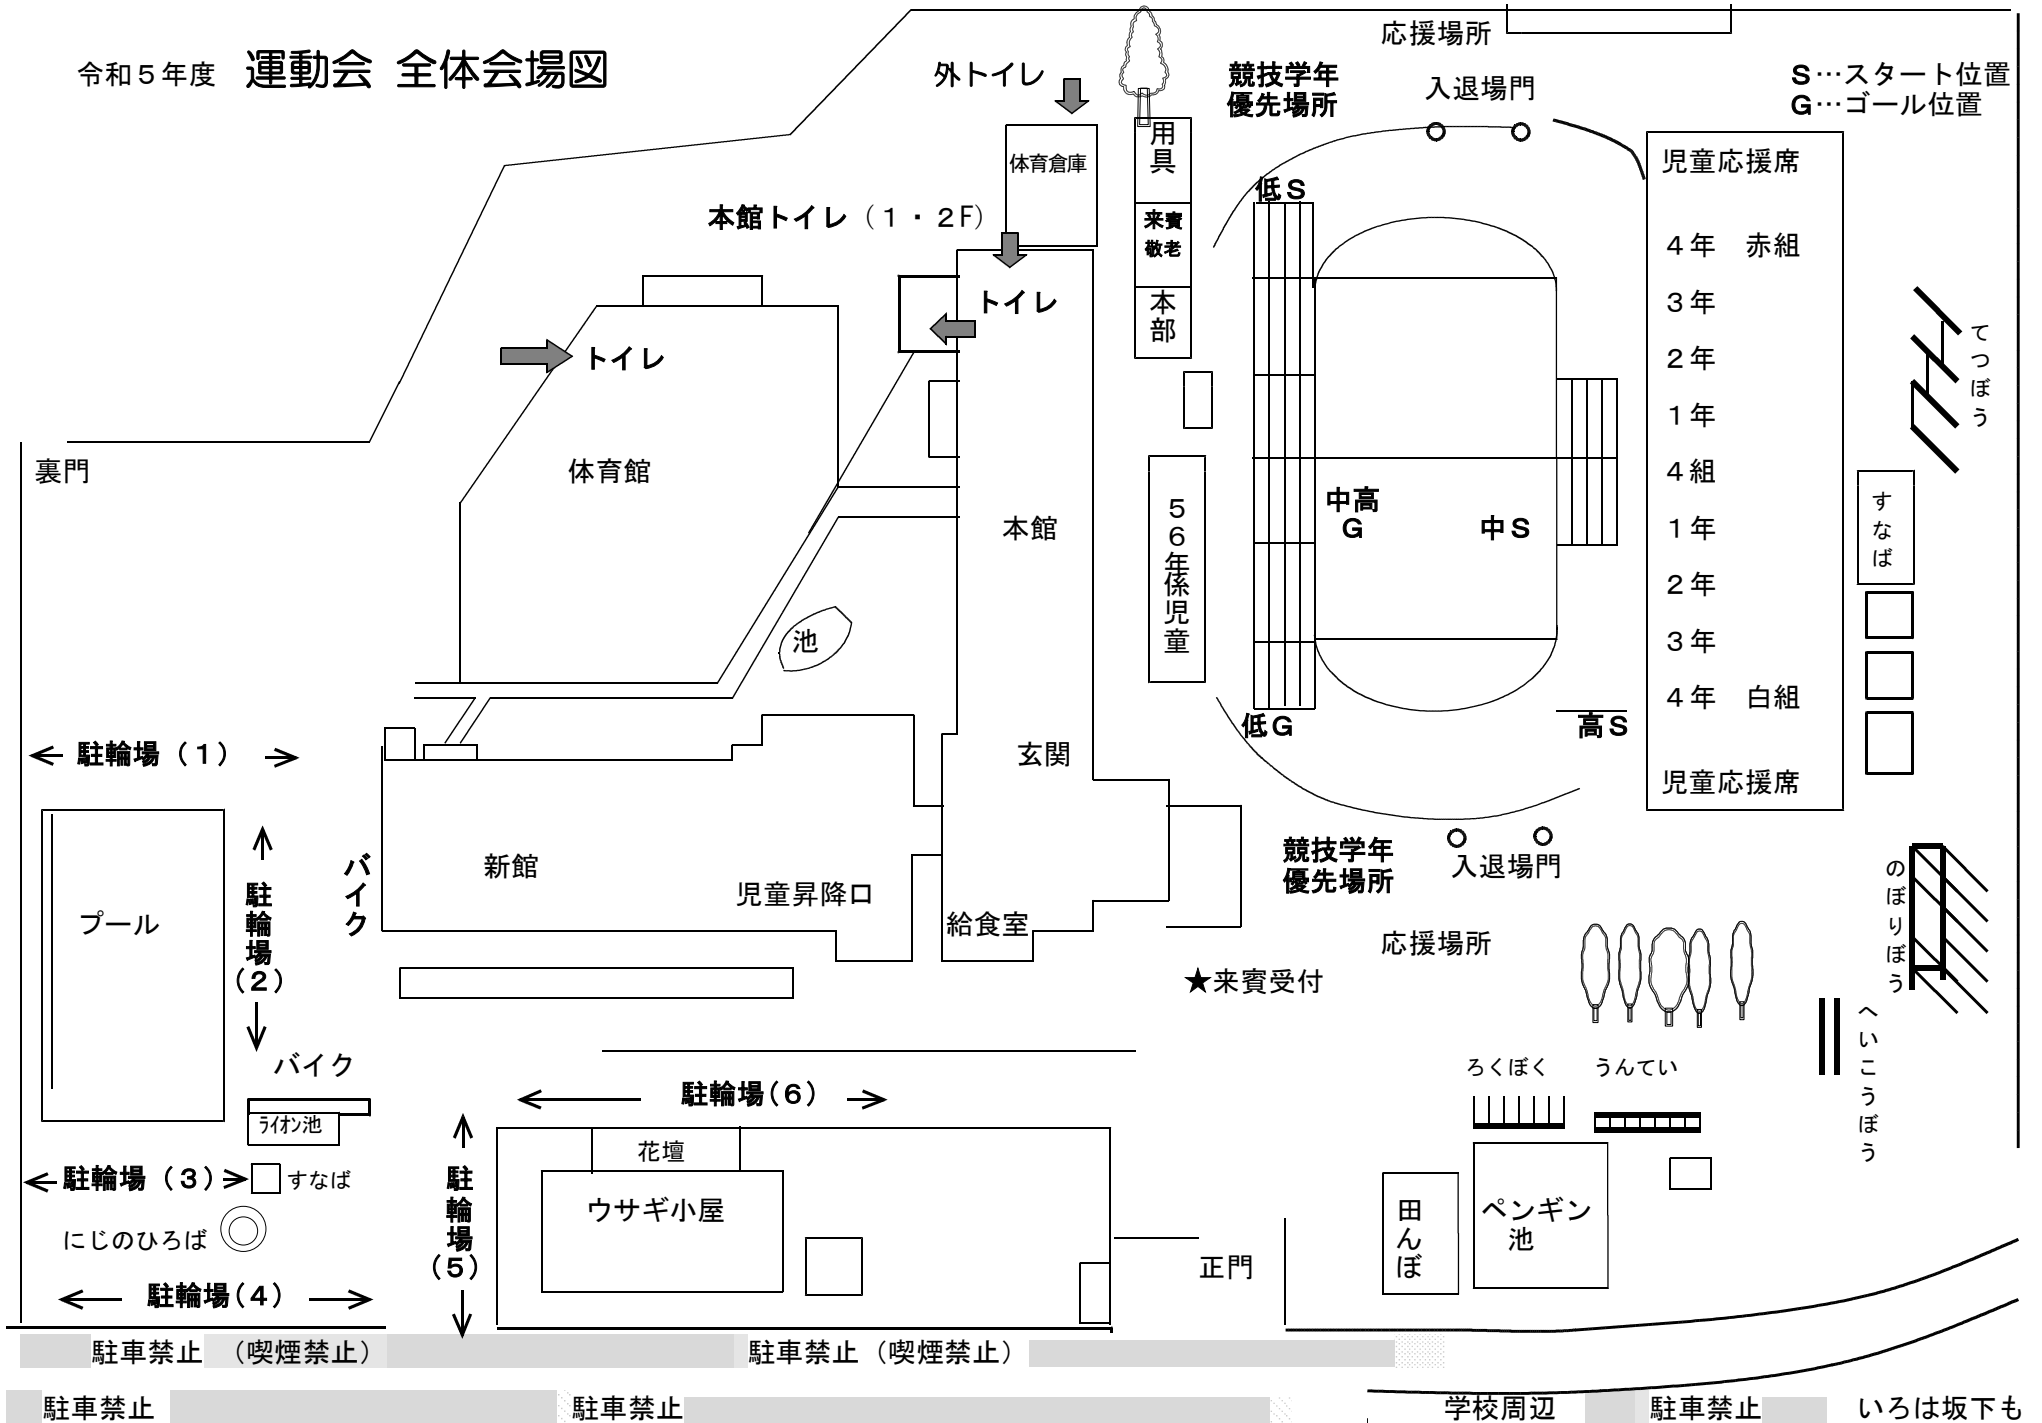 令和５年度　運動会 全体会場図
応援場所
外トイレ
競技学年
優先場所
入退場門
S…スタート位置
G…ゴール位置
用具
体育倉庫
児童応援席
低S
本館トイレ（１・２F）
来賓
敬老
４年　赤組
トイレ
本部
３年
てつぼう
トイレ
２年
１年
裏門
体育館
４組
すなば
中高
G
中S
本館
５６年係児童
１年
２年
池
３年
４年　白組
低G
高S
駐輪場（１）
玄関
児童応援席
バイク
新館
競技学年
優先場所
入退場門
のぼりぼう
駐輪場(２)
プール
児童昇降口
給食室
応援場所
★来賓受付
へいこうぼう
バイク
ろくぼく
うんてい
駐輪場(６)
ﾗｲｵﾝ池
花壇
駐輪場（３）
すなば
駐輪場(５)
ウサギ小屋
田んぼ
ペンギン
池
にじのひろば
正門
駐輪場(４)
駐車禁止　（喫煙禁止）
駐車禁止（喫煙禁止）
駐車禁止
駐車禁止
学校周辺
駐車禁止
いろは坂下も